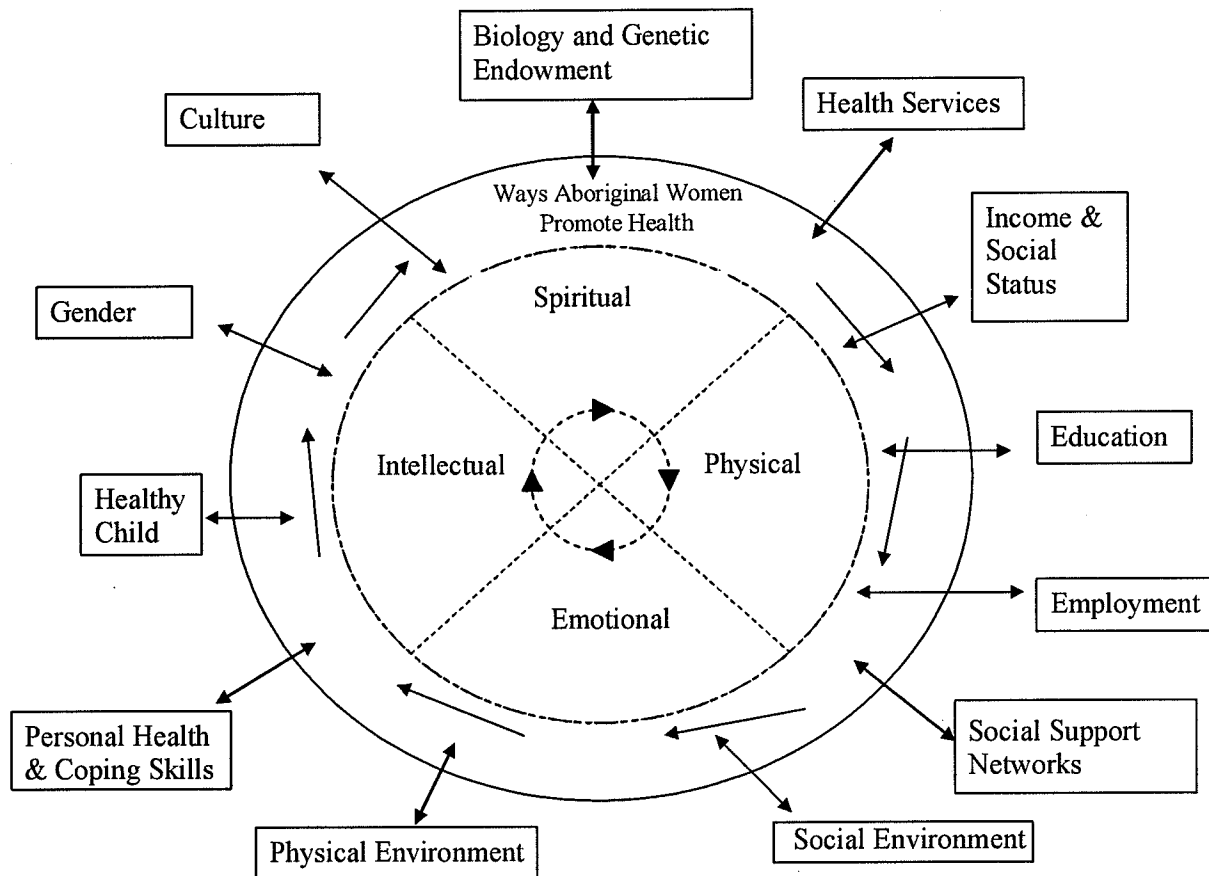 Biology and Genetic
Endowment
Culture
Health Services
Ways Aboriginal Women
Promote Health
Income &
Social
Status
Spiritual
Gender
Education
Intellectual
Physical
Healthy
Child
Employment
Emotional
Personal Health
& Coping Skills
Social Support
Networks
Physical Environment
Social Environment